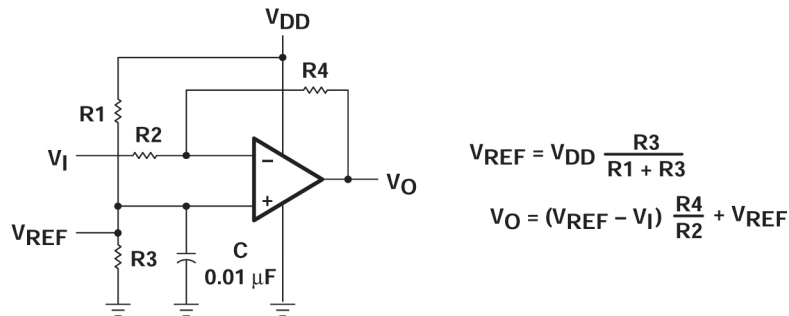 VDD
R4
R1
R2
VI
−
+
VO
VREF
R3
C
0.01 μF
VREF = VDD R3 / R1 + R3
VO = (VREF − VI) R4 / R2 + VREF